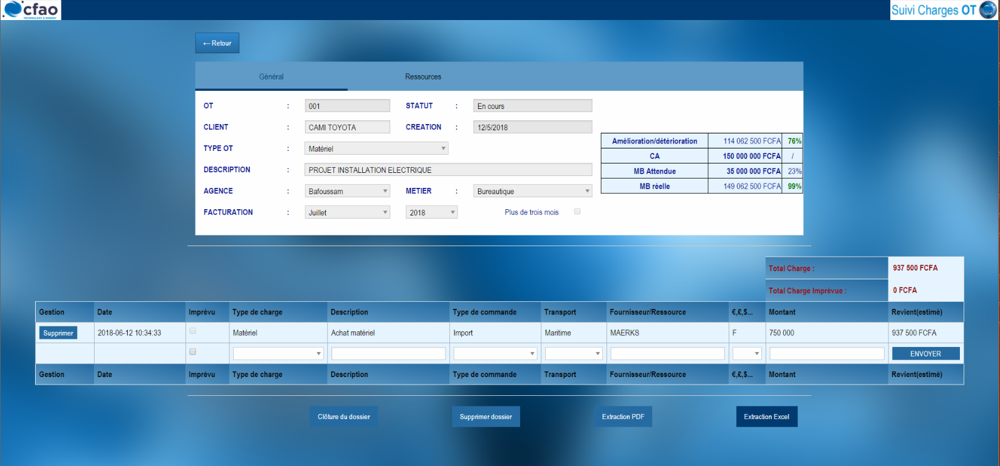 cfao
TECHNOLOGY & ENERGY
Suivi Charges OT
← Retour
Général Ressources
OT : 001 STATUT : En cours
CLIENT : CAMI TOYOTA CREATION : 12/5/2018
TYPE OT : Matériel
DESCRIPTION : PROJET INSTALLATION ELECTRIQUE
AGENCE : Bafoussam METIER : Bureautique
FACTURATION : Juillet 2018 Plus de trois mois
Amélioration/détérioration 114 062 500 FCFA 76%
CA 150 000 000 FCFA /
MB Attendue 35 000 000 FCFA 23%
MB réelle 149 062 500 FCFA 99%
Total Charge : 937 500 FCFA
Total Charge Imprévue : 0 FCFA
Gestion Date Imprévu Type de charge Description Type de commande Transport Fournisseur/Ressource €,£,$... Montant Revient(estimé)
Supprimer 2018-06-12 10:34:33 Matériel Achat matériel Import Maritime MAERKS F 750 000 937 500 FCFA
ENVOYER
Gestion Date Imprévu Type de charge Description Type de commande Transport Fournisseur/Ressource €,£,$... Montant Revient(estimé)
Clôture du dossier Supprimer dossier Extraction PDF Extraction Excel